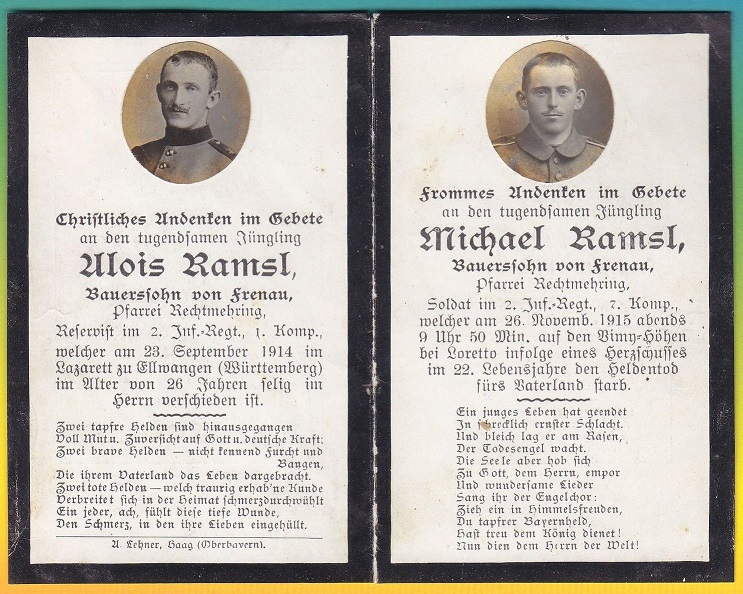 Christliches Andenken im Gebete
an den tugendsamen Jüngling
Alois Ramsl,
Bauerssohn von Frenau,
Pfarrei Rechtmehring,
Reservist im 2. Inf.-Regt., 1. Komp.,
welcher am 23. September 1914 im
Lazarett zu Ellwangen (Württemberg)
im Alter von 26 Jahren selig im
Herrn verschieden ist.
Zwei tapfre Helden sind hinausgegangen
Voll Mut u. Zuversicht auf Gott u. deutsche Kraft;
Zwei brave Helden — nicht kennend Furcht und
Bangen,
Die ihrem Vaterland das Leben dargebracht.
Zwei tote Helden — welch traurig erhab'ne Kunde
Verbreitet sich in der Heimat schmerzdurchwühlt
Ein jeder, ach, fühlt diese tiefe Wunde,
Den Schmerz, in den ihre Lieben eingehüllt.
A. Lehner, Haag (Oberbayern).
Frommes Andenken im Gebete
an den tugendsamen Jüngling
Michael Ramsl,
Bauerssohn von Frenau,
Pfarrei Rechtmehring,
Soldat im 2. Inf.-Regt., 7. Komp.,
welcher am 26. Novemb. 1915 abends
9 Uhr 50 Min. auf den Vimy-Höhen
bei Loretto infolge eines Herzschusses
im 22. Lebensjahre den Heldentod
fürs Vaterland starb.
Ein junges Leben hat geendet
In schrecklich ernster Schlacht.
Und bleich lag er am Rasen,
Der Todesengel wacht.
Die Seele aber hob sich
Zu Gott, dem Herrn, empor
Und wundersame Lieder
Sang ihr der Engelchor:
Zieh ein in Himmelsfreuden,
Du tapfrer Bayernheld,
Hast treu dem König dienet!
Nun dien dem Herrn der Welt!